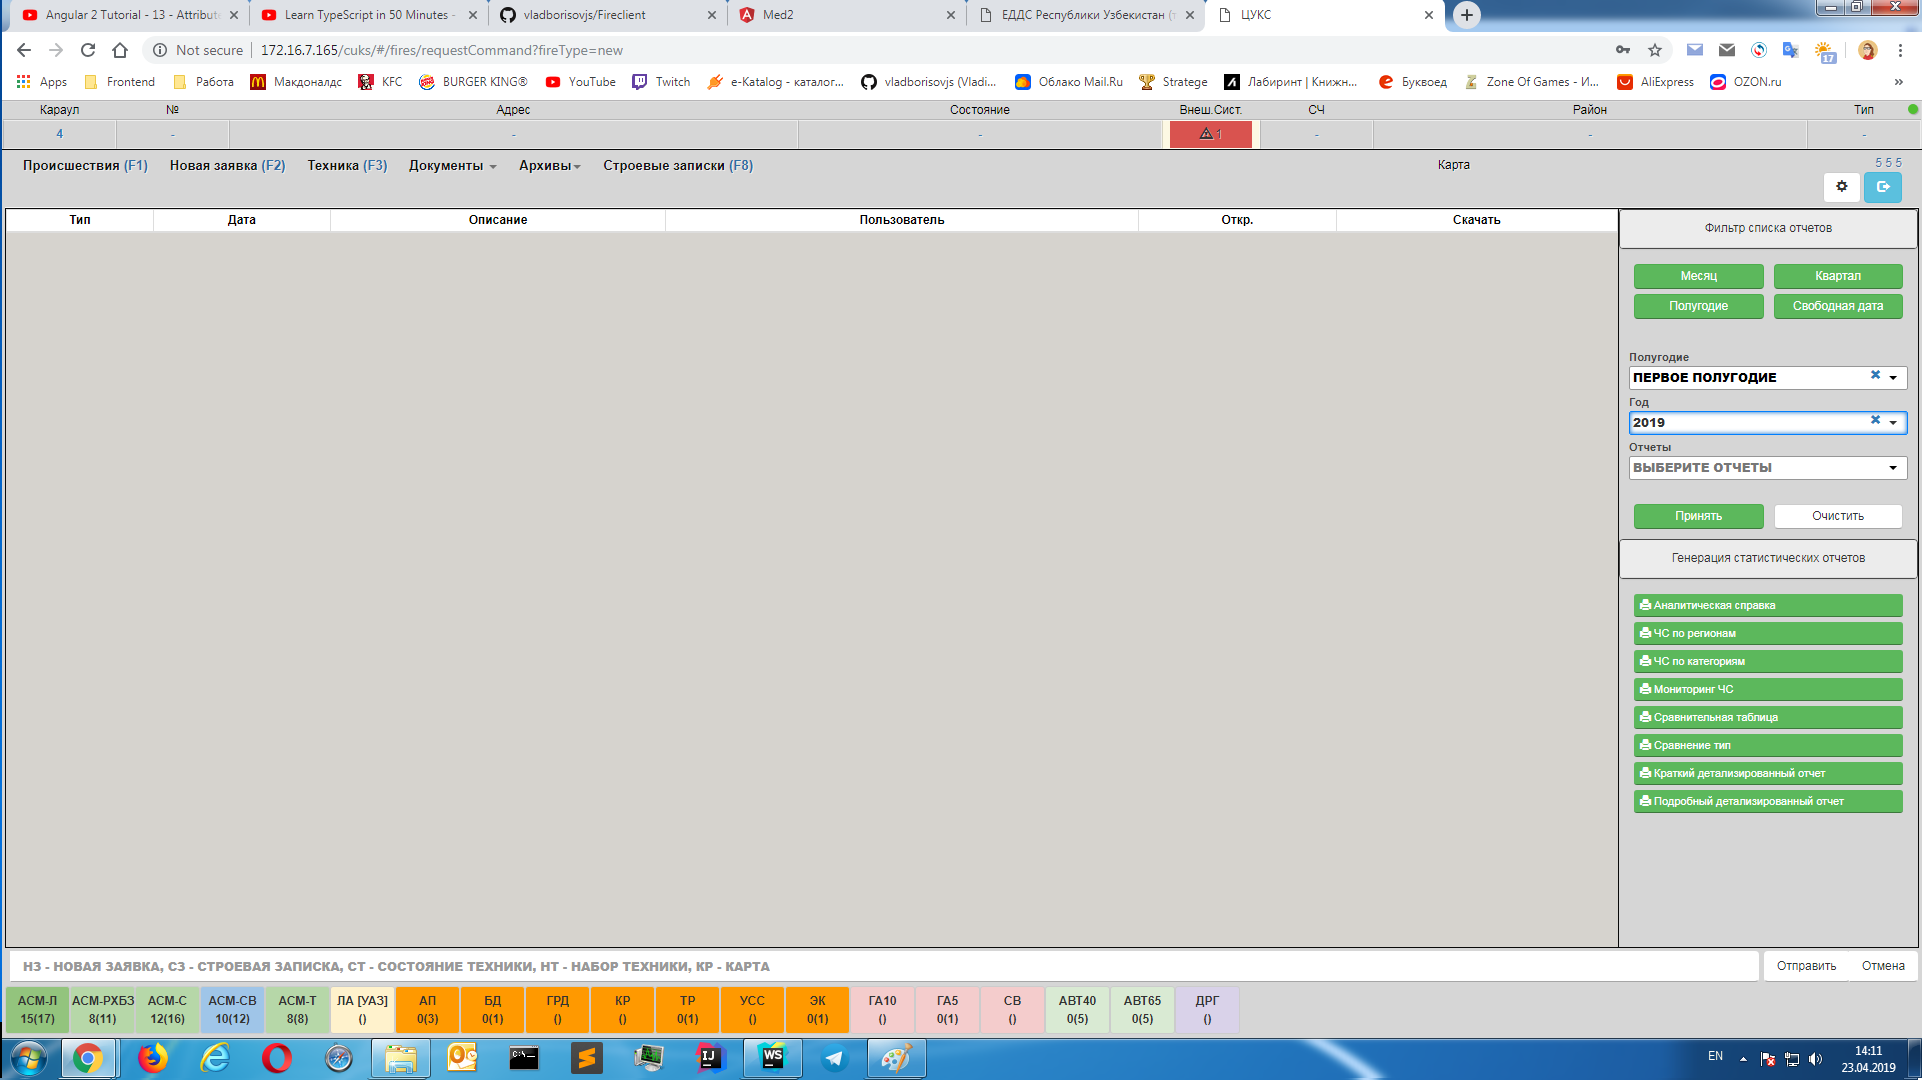 Angular 2 Tutorial - 13 - Attribute
Learn TypeScript in 50 Minutes -
vladborisovjs/Fireclient
Med2
ЕДДС Республики Узбекистан (т
ЦУКС
Not secure 172.16.7.165/cuks/#/fires/requestCommand?fireType=new
17
Apps Frontend Работа Макдоналдс KFC BURGER KING® YouTube Twitch e-Katalog - каталог... vladborisovjs (Vladi... Облако Mail.Ru Stratege Лабиринт | Книжн... Буквоед Zone Of Games - И... AliExpress OZON.ru »
Караул № Адрес Состояние Внеш.Сист. СЧ Район Тип
4 - - - 1 - - -
Происшествия (F1) Новая заявка (F2) Техника (F3) Документы Архивы Строевые записки (F8) Карта 5 5 5
Тип Дата Описание Пользователь Откр. Скачать
Фильтр списка отчетов
Месяц Квартал
Полугодие Свободная дата
Полугодие
ПЕРВОЕ ПОЛУГОДИЕ
Год
2019
Отчеты
ВЫБЕРИТЕ ОТЧЕТЫ
Принять Очистить
Генерация статистических отчетов
Аналитическая справка
ЧС по регионам
ЧС по категориям
Мониторинг ЧС
Сравнительная таблица
Сравнение тип
Краткий детализированный отчет
Подробный детализированный отчет
НЗ - НОВАЯ ЗАЯВКА, СЗ - СТРОЕВАЯ ЗАПИСКА, СТ - СОСТОЯНИЕ ТЕХНИКИ, НТ - НАБОР ТЕХНИКИ, КР - КАРТА
Отправить Отмена
АСМ-Л АСМ-РХБЗ АСМ-С АСМ-СВ АСМ-Т ЛА [УАЗ] АП БД ГРД КР ТР УСС ЭК ГА10 ГА5 СВ АВТ40 АВТ65 ДРГ
15(17) 8(11) 12(16) 10(12) 8(8) () 0(3) 0(1) () () 0(1) () 0(1) () 0(1) () 0(5) 0(5) ()
EN 14:11
23.04.2019